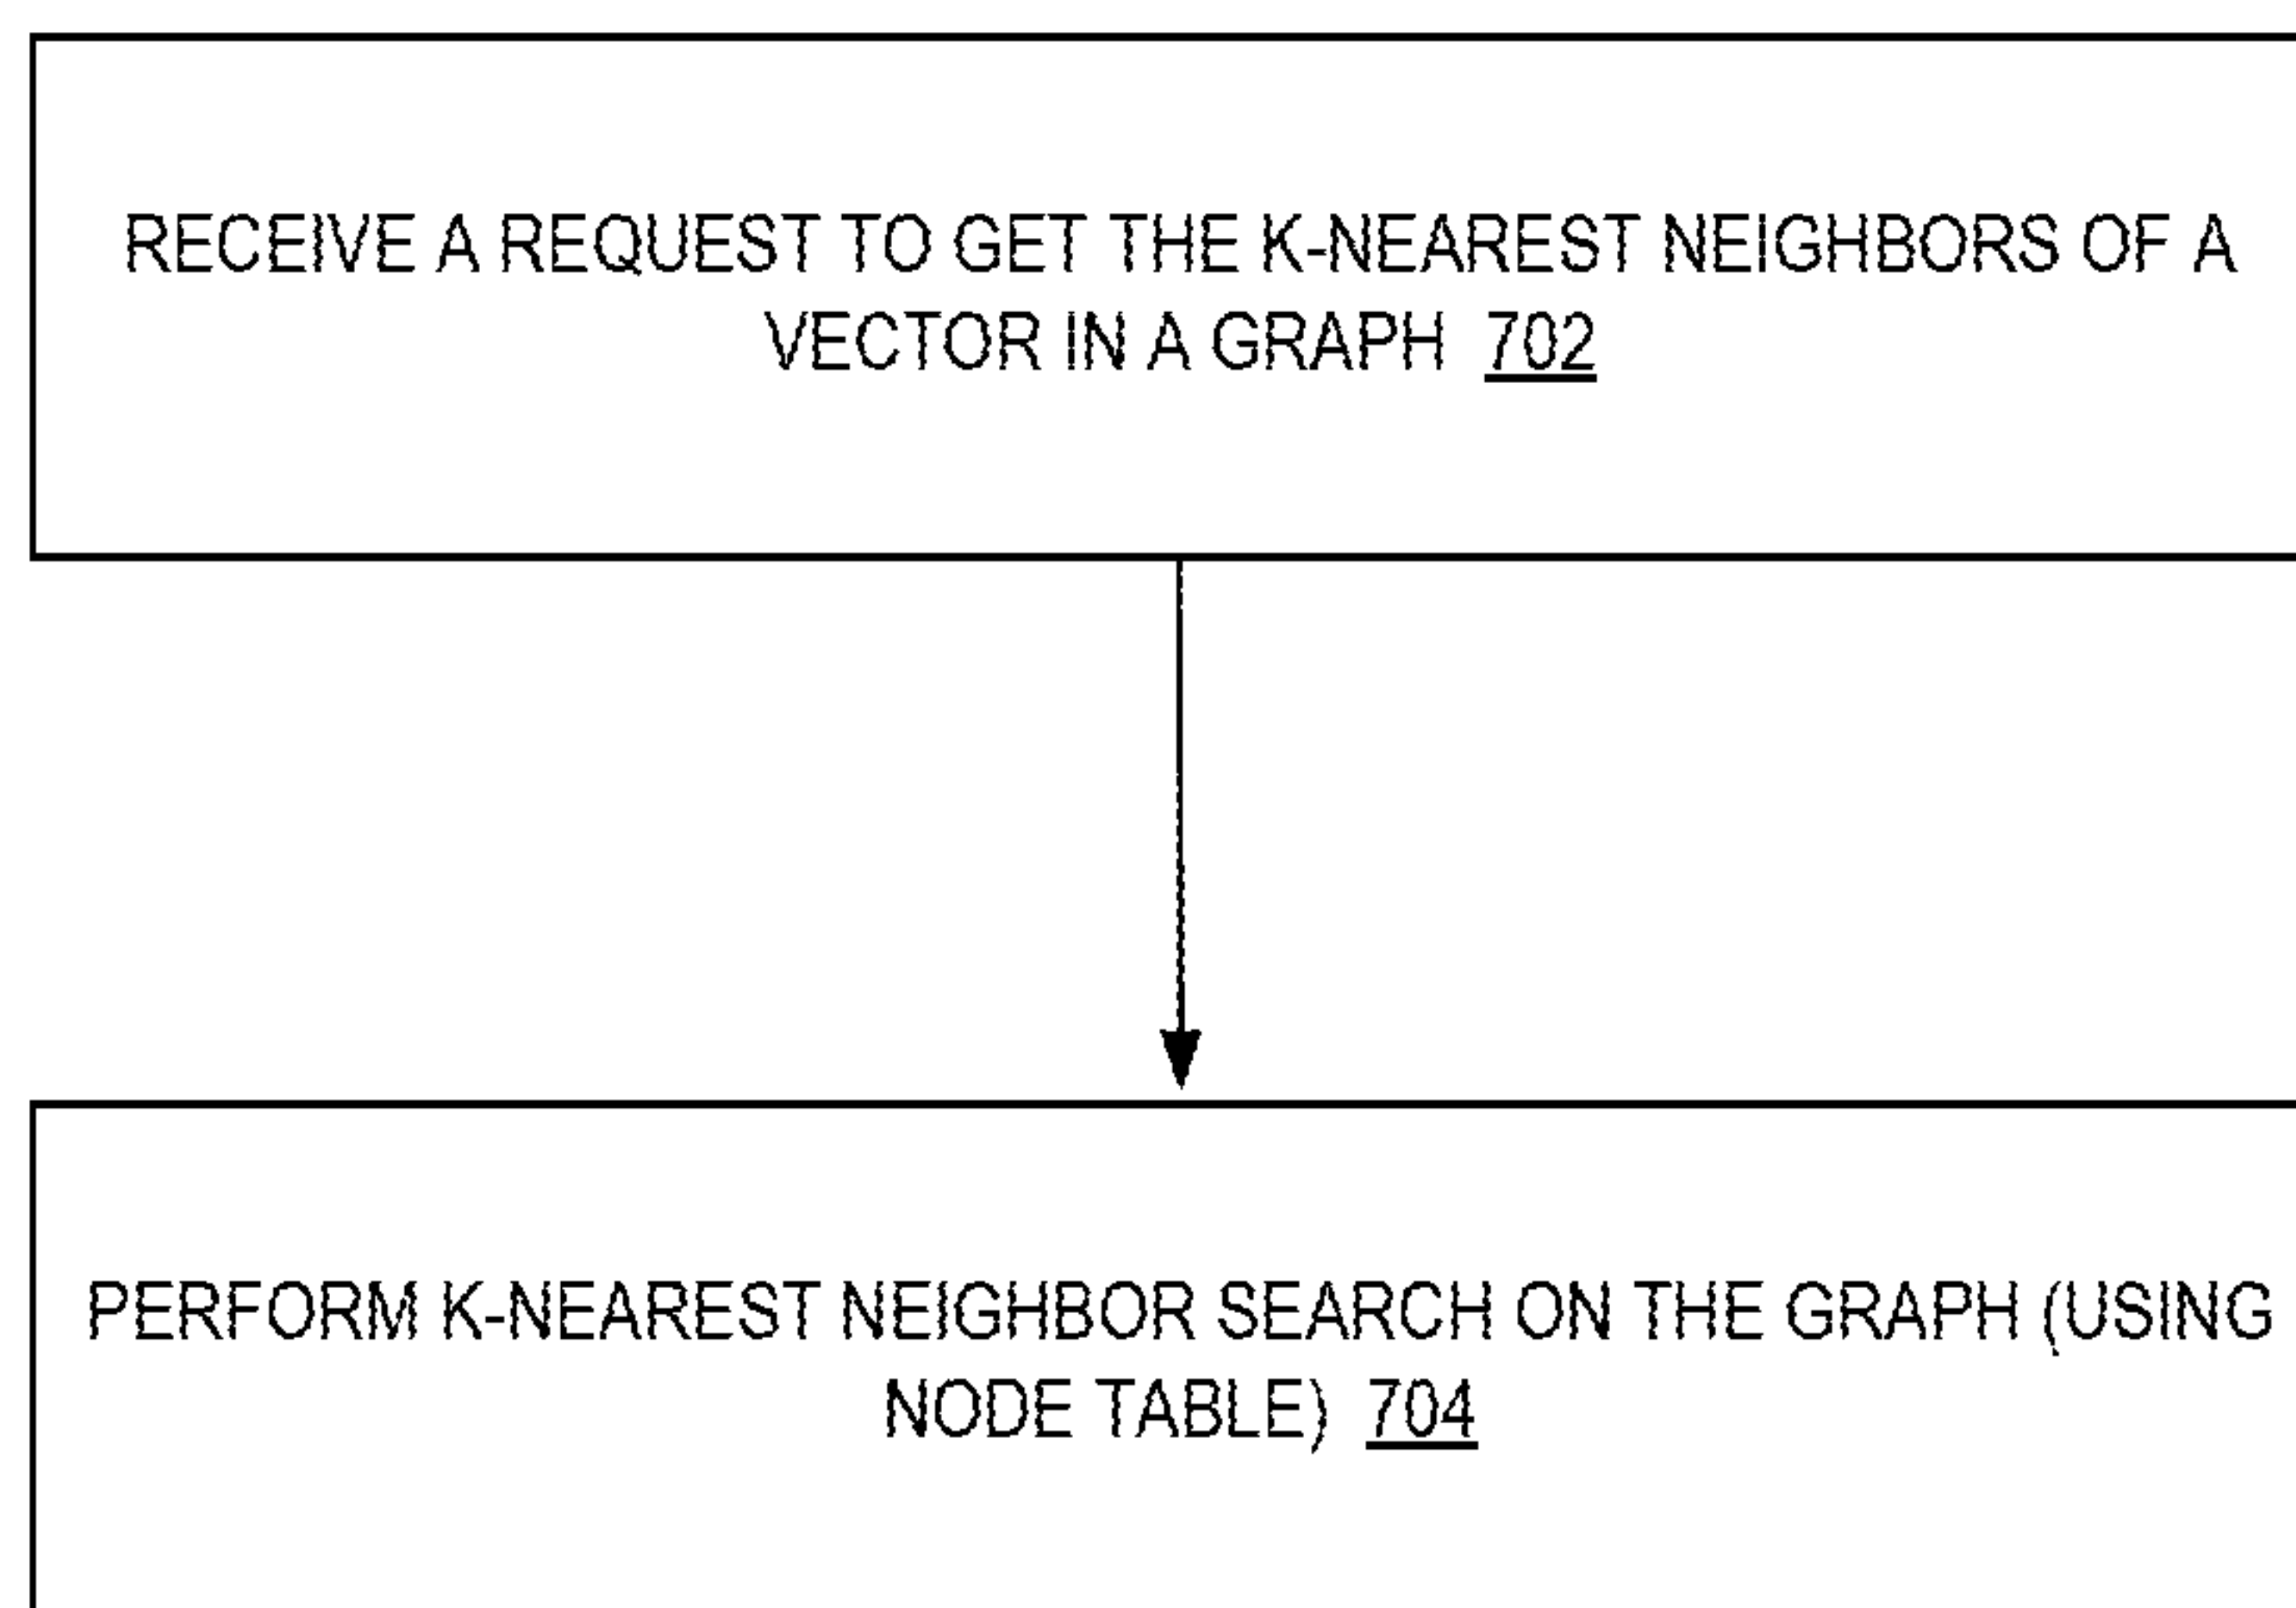 RECEIVE A REQUEST TO GET THE K-NEAREST NEIGHBORS OF A
VECTOR IN A GRAPH 702
PERFORM K-NEAREST NEIGHBOR SEARCH ON THE GRAPH (USING
NODE TABLE) 704